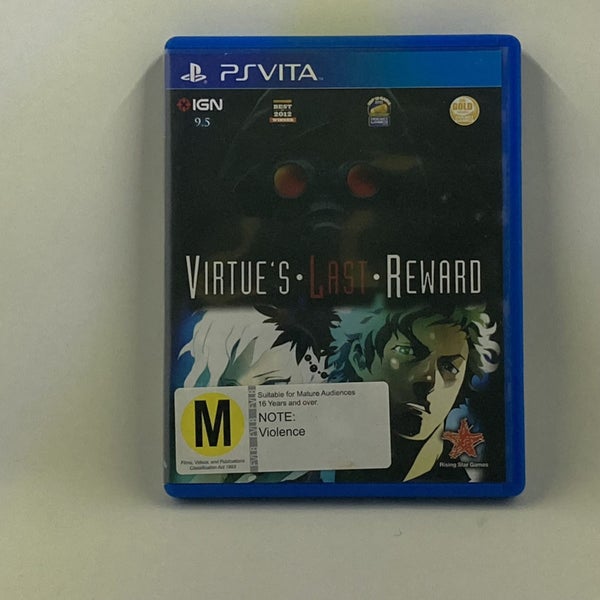 PSVITA
IGN
9.5
BEST
2012
WINNER
GOLD
VIRTUE'S · LAST · REWARD
M
Films, Videos, and Publications
Classification Act 1993
Suitable for Mature Audiences
16 Years and over.
NOTE:
Violence
Rising Star Games